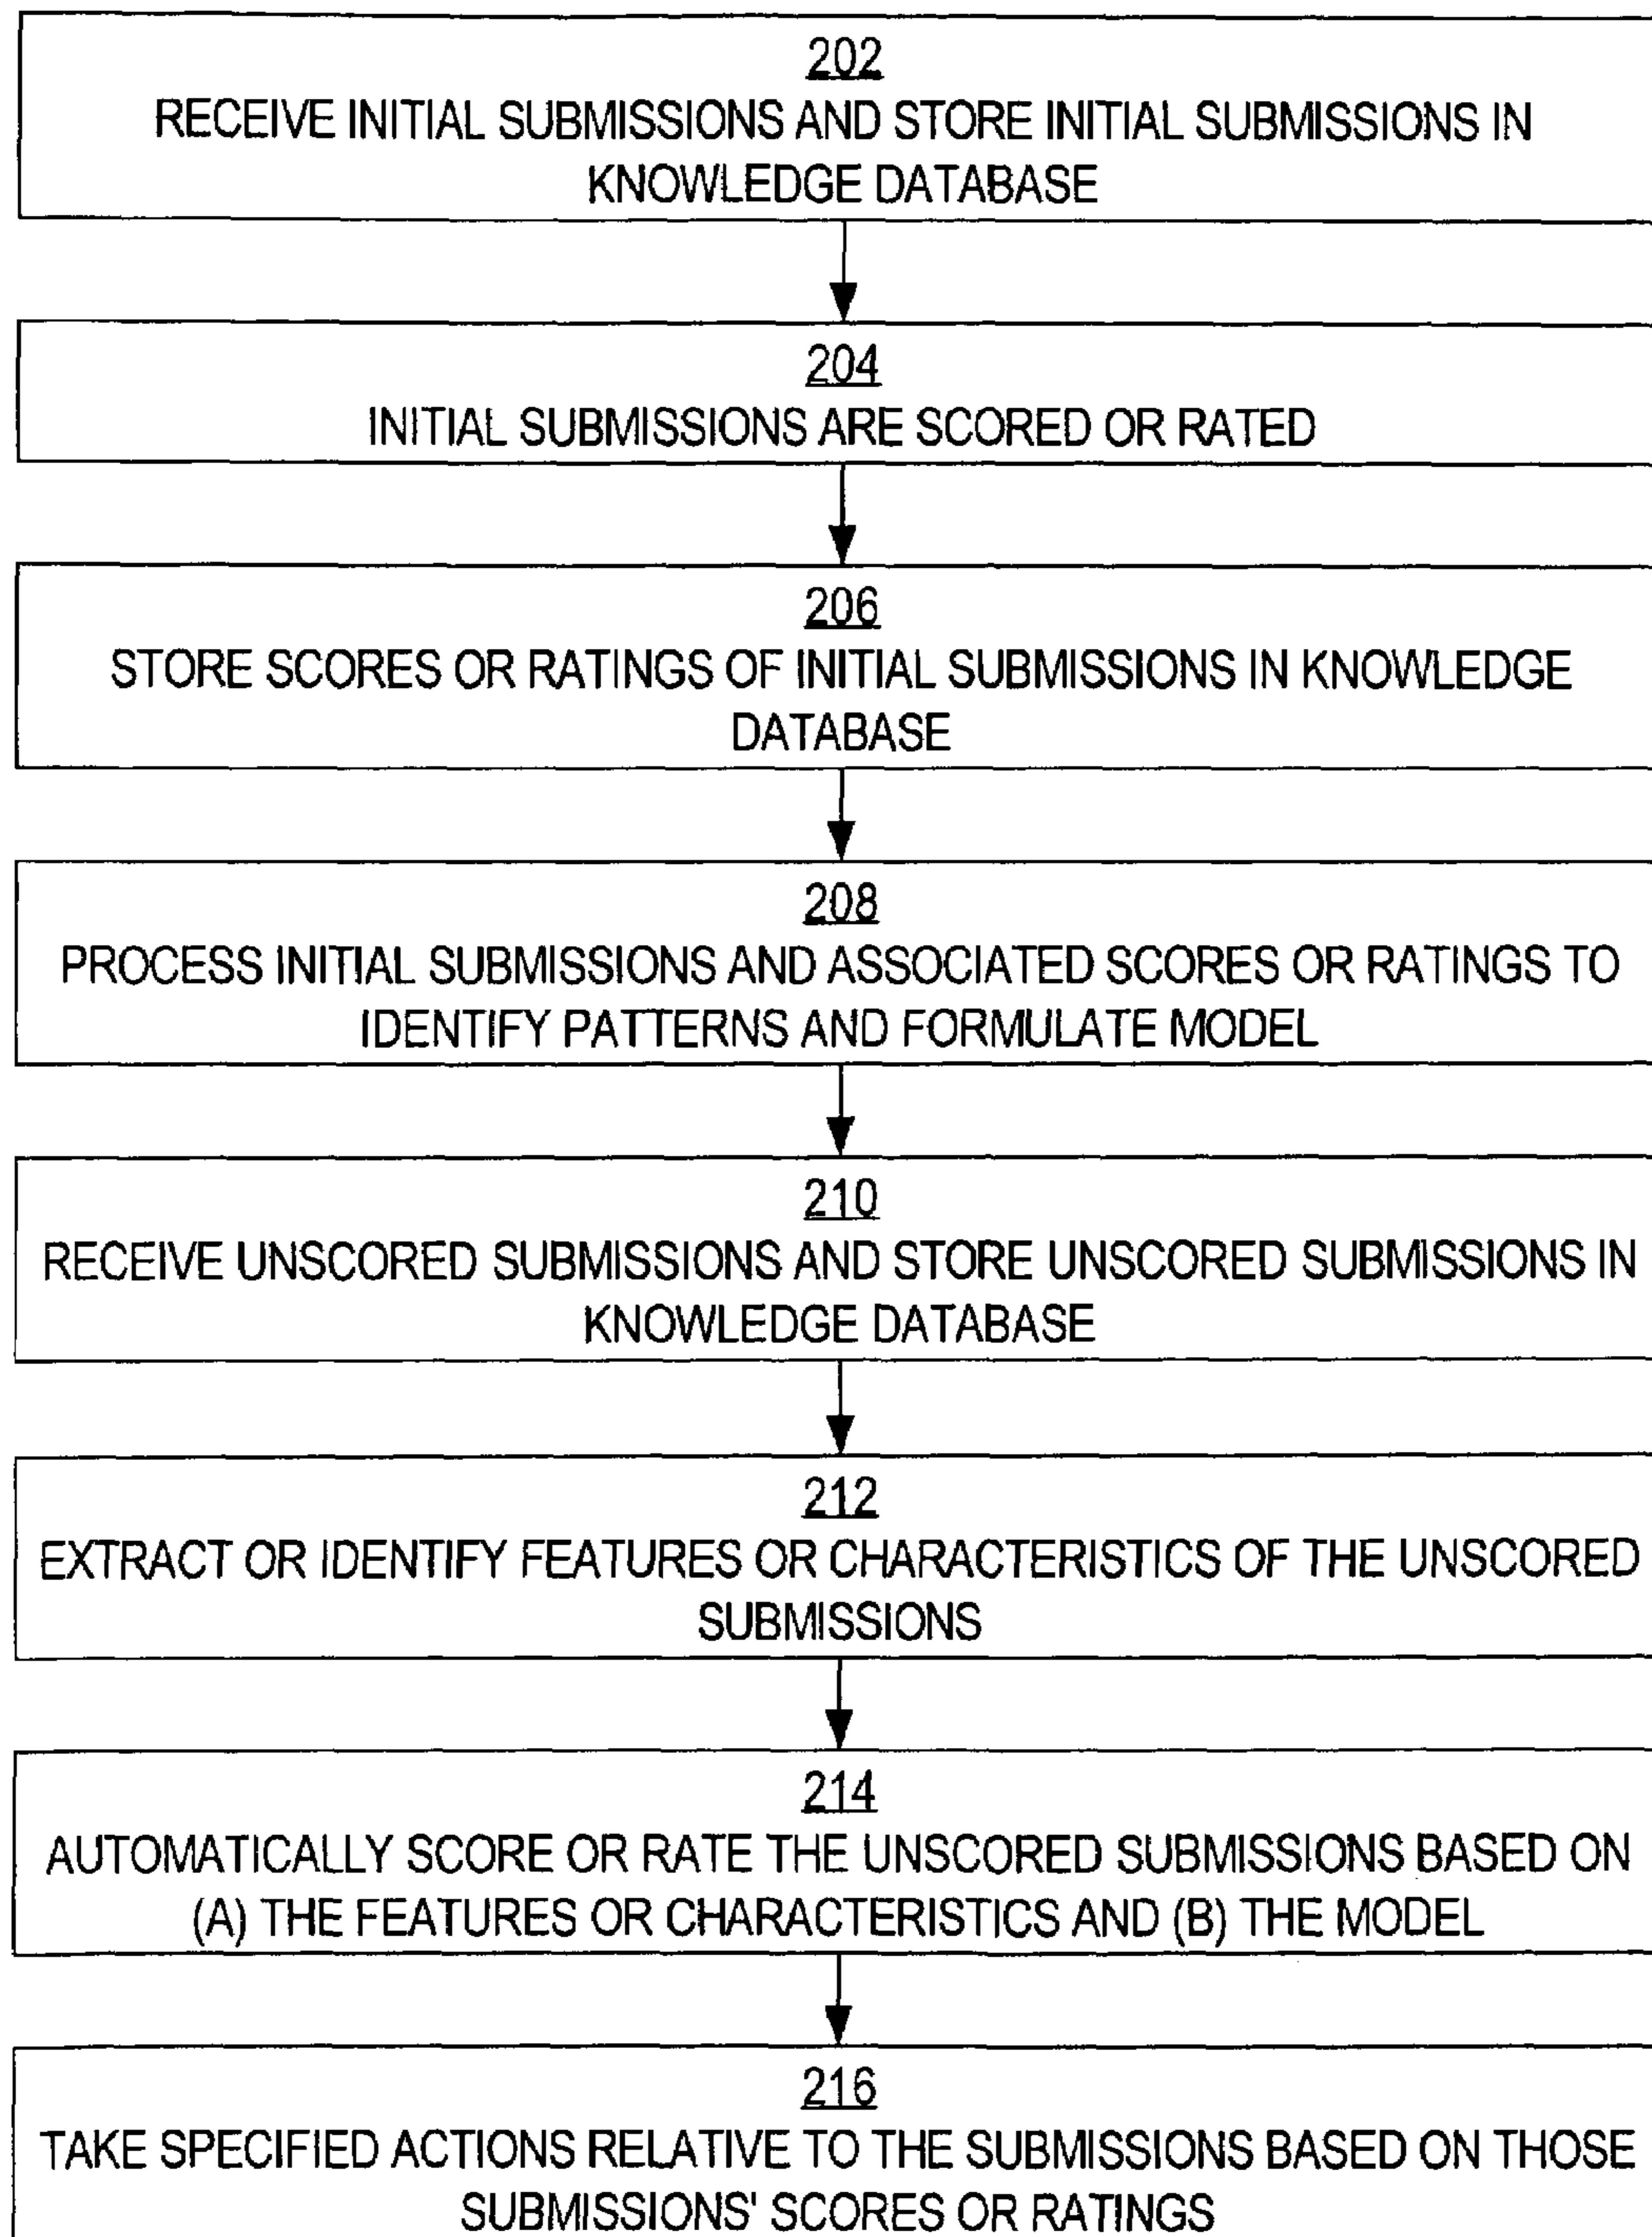 202
RECEIVE INITIAL SUBMISSIONS AND STORE INITIAL SUBMISSIONS IN
KNOWLEDGE DATABASE
204
INITIAL SUBMISSIONS ARE SCORED OR RATED
206
STORE SCORES OR RATINGS OF INITIAL SUBMISSIONS IN KNOWLEDGE
DATABASE
208
PROCESS INITIAL SUBMISSIONS AND ASSOCIATED SCORES OR RATINGS TO
IDENTIFY PATTERNS AND FORMULATE MODEL
210
RECEIVE UNSCORED SUBMISSIONS AND STORE UNSCORED SUBMISSIONS IN
KNOWLEDGE DATABASE
212
EXTRACT OR IDENTIFY FEATURES OR CHARACTERISTICS OF THE UNSCORED
SUBMISSIONS
214
AUTOMATICALLY SCORE OR RATE THE UNSCORED SUBMISSIONS BASED ON
(A) THE FEATURES OR CHARACTERISTICS AND (B) THE MODEL
216
TAKE SPECIFIED ACTIONS RELATIVE TO THE SUBMISSIONS BASED ON THOSE
SUBMISSIONS' SCORES OR RATINGS